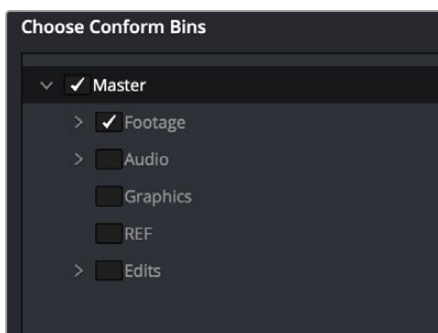 Choose Conform Bins
Master
Footage
Audio
Graphics
REF
Edits